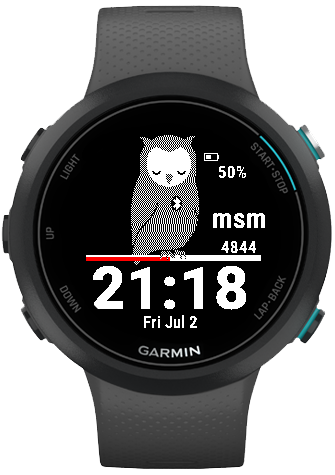 LIGHT
START·STOP
50%
UP
msm
4844
21:18
DOWN
LAP·BACK
Fri Jul 2
GARMIN